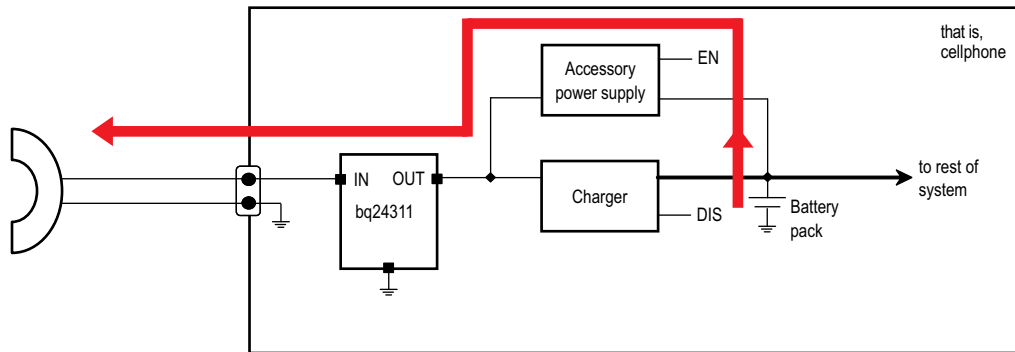 that is,
cellphone
EN
Accessory
power supply
IN
OUT
bq24311
Charger
DIS
to rest of
system
Battery
pack